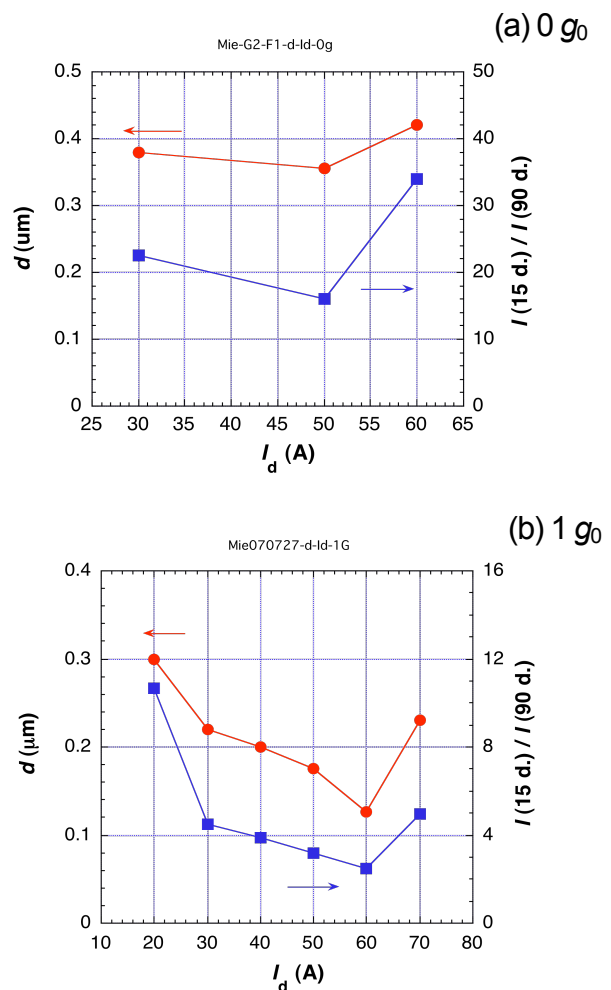 (a) 0 g₀
Mie-G2-F1-d-Id-0g
0.5
0.4
0.3
0.2
0.1
0
d (um)
50
40
30
20
10
0
I (15 d.) / I (90 d.)
25 30 35 40 45 50 55 60 65
I_d (A)
(b) 1 g₀
Mie070727-d-Id-1G
0.4
0.3
0.2
0.1
0
d (μm)
16
12
8
4
0
I (15 d.) / I (90 d.)
10 20 30 40 50 60 70 80
I_d (A)